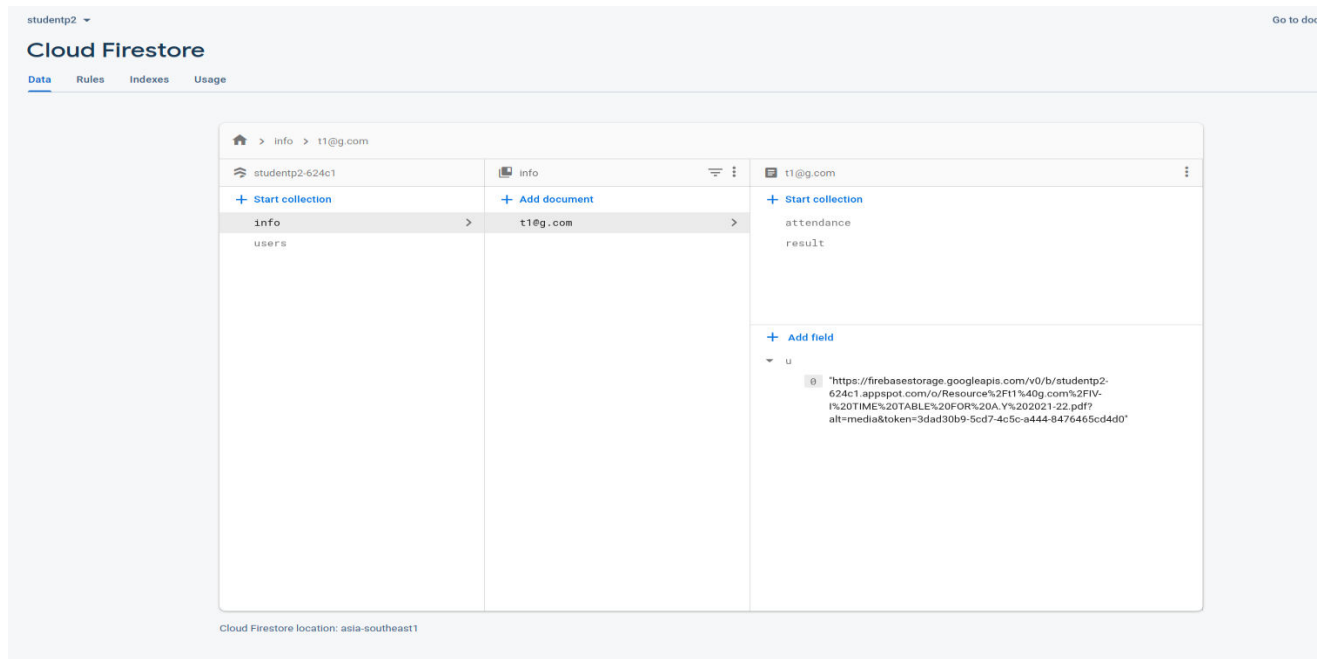 studentp2
Go to doc
Cloud Firestore
Data Rules Indexes Usage
info > t1@g.com
studentp2-624c1
info
t1@g.com
+ Start collection
+ Add document
+ Start collection
info
t1@g.com
attendance
users
result
+ Add field
u
0 "https://firebasestorage.googleapis.com/v0/b/studentp2-
624c1.appspot.com/o/Resource%2Ft1%40g.com%2FIV-
I%20TIME%20TABLE%20FOR%20A.Y%202021-22.pdf?
alt=media&token=3dad30b9-5cd7-4c5c-a444-8476465cd4d0"
Cloud Firestore location: asia-southeast1